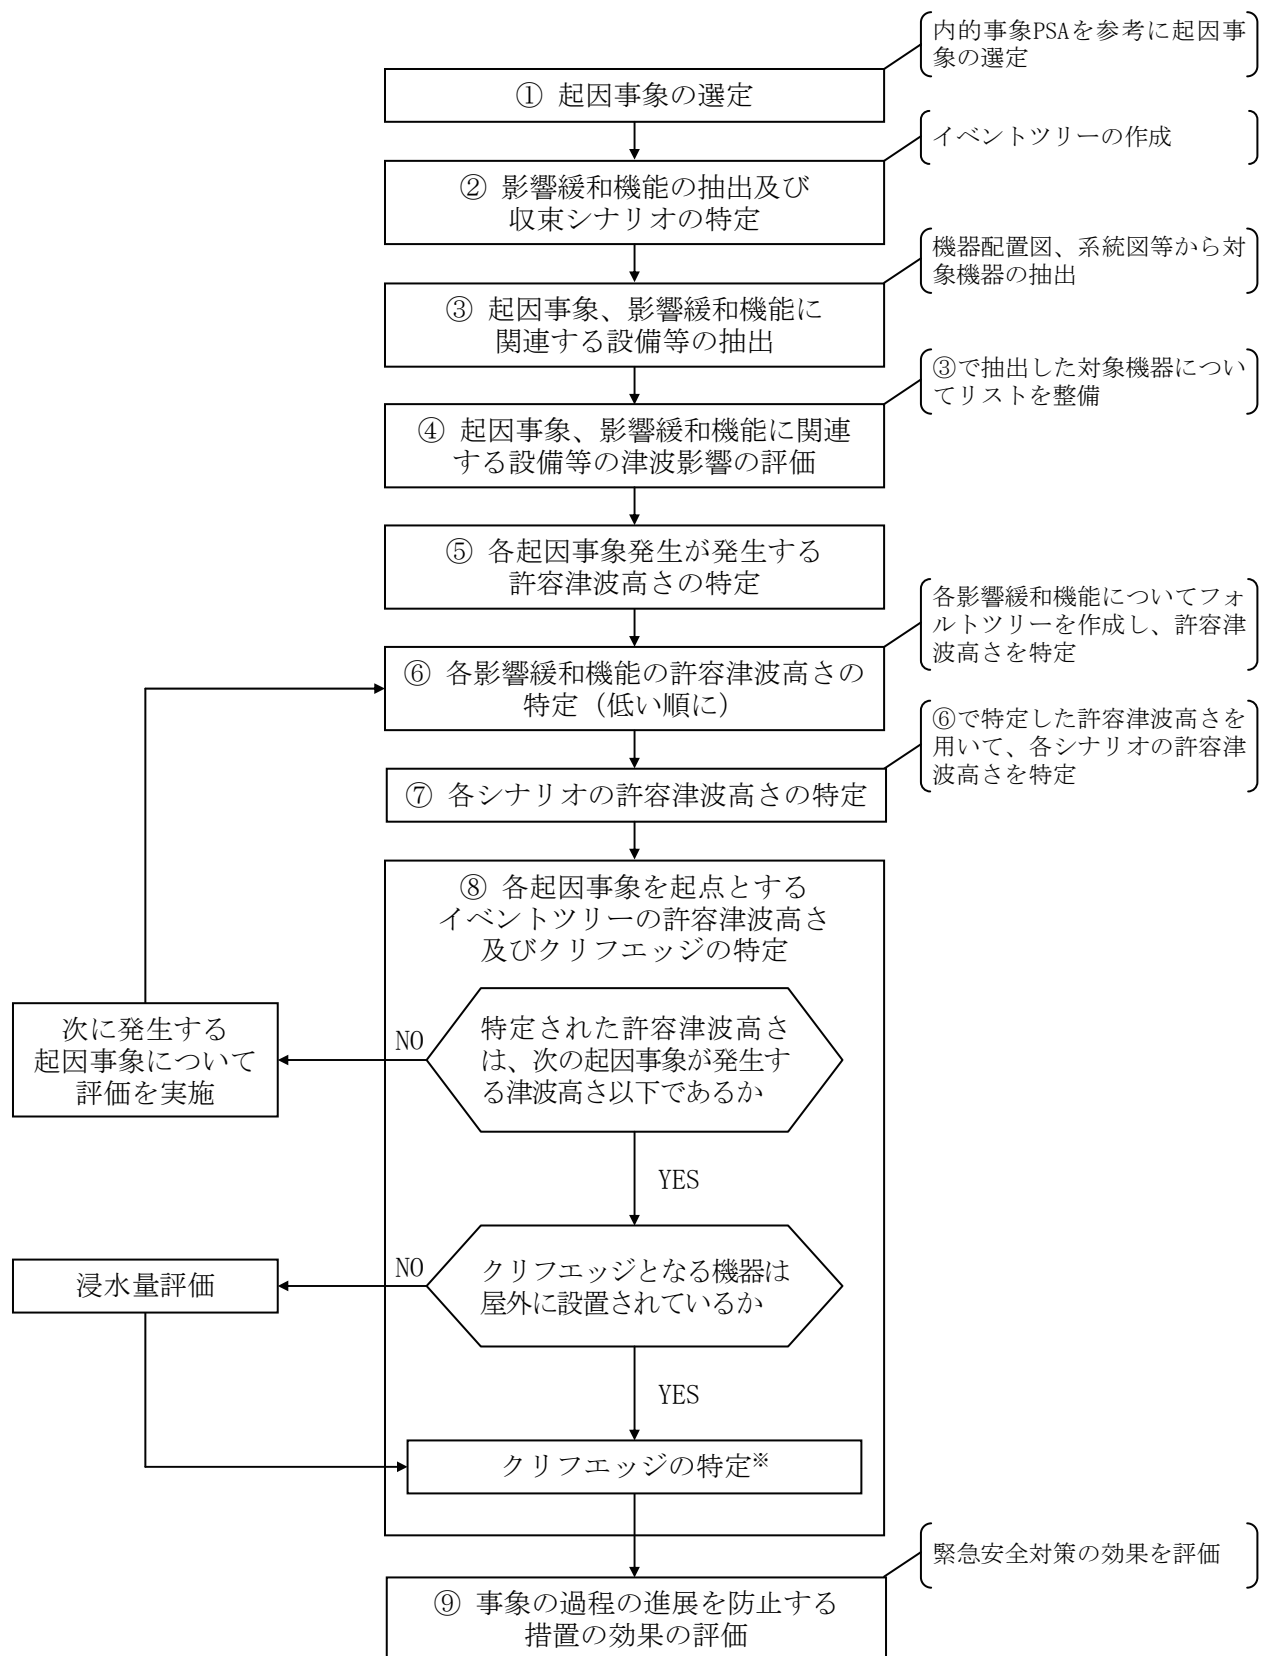 内的事象PSAを参考に起因事
象の選定
① 起因事象の選定
イベントツリーの作成
② 影響緩和機能の抽出及び
収束シナリオの特定
機器配置図、系統図等から対
象機器の抽出
③ 起因事象、影響緩和機能に
関連する設備等の抽出
③で抽出した対象機器につい
てリストを整備
④ 起因事象、影響緩和機能に関連
する設備等の津波影響の評価
⑤ 各起因事象発生が発生する
許容津波高さの特定
各影響緩和機能についてフォ
ルトツリーを作成し、許容津
波高さを特定
⑥ 各影響緩和機能の許容津波高さの
特定（低い順に）
⑥で特定した許容津波高さを
用いて、各シナリオの許容津
波高さを特定
⑦ 各シナリオの許容津波高さの特定
⑧ 各起因事象を起点とする
イベントツリーの許容津波高さ
及びクリフエッジの特定
次に発生する
起因事象について
評価を実施
NO
特定された許容津波高さ
は、次の起因事象が発生す
る津波高さ以下であるか
YES
浸水量評価
NO
クリフエッジとなる機器は
屋外に設置されているか
YES
クリフエッジの特定※
緊急安全対策の効果を評価
⑨ 事象の過程の進展を防止する
措置の効果の評価